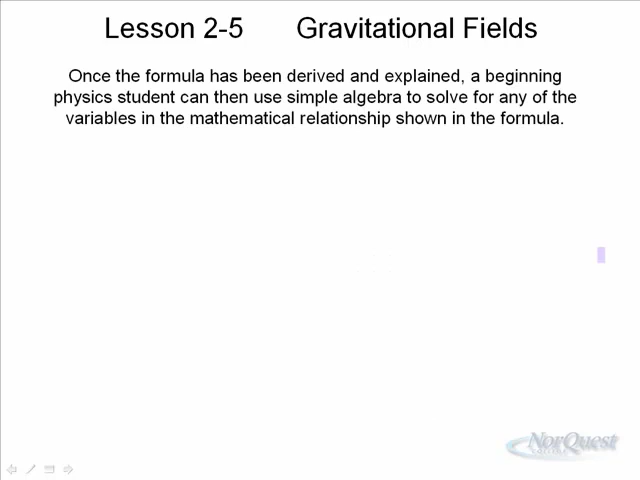 Lesson 2-5 Gravitational Fields
Once the formula has been derived and explained, a beginning
physics student can then use simple algebra to solve for any of the
variables in the mathematical relationship shown in the formula.
NorQuest
COLLEGE